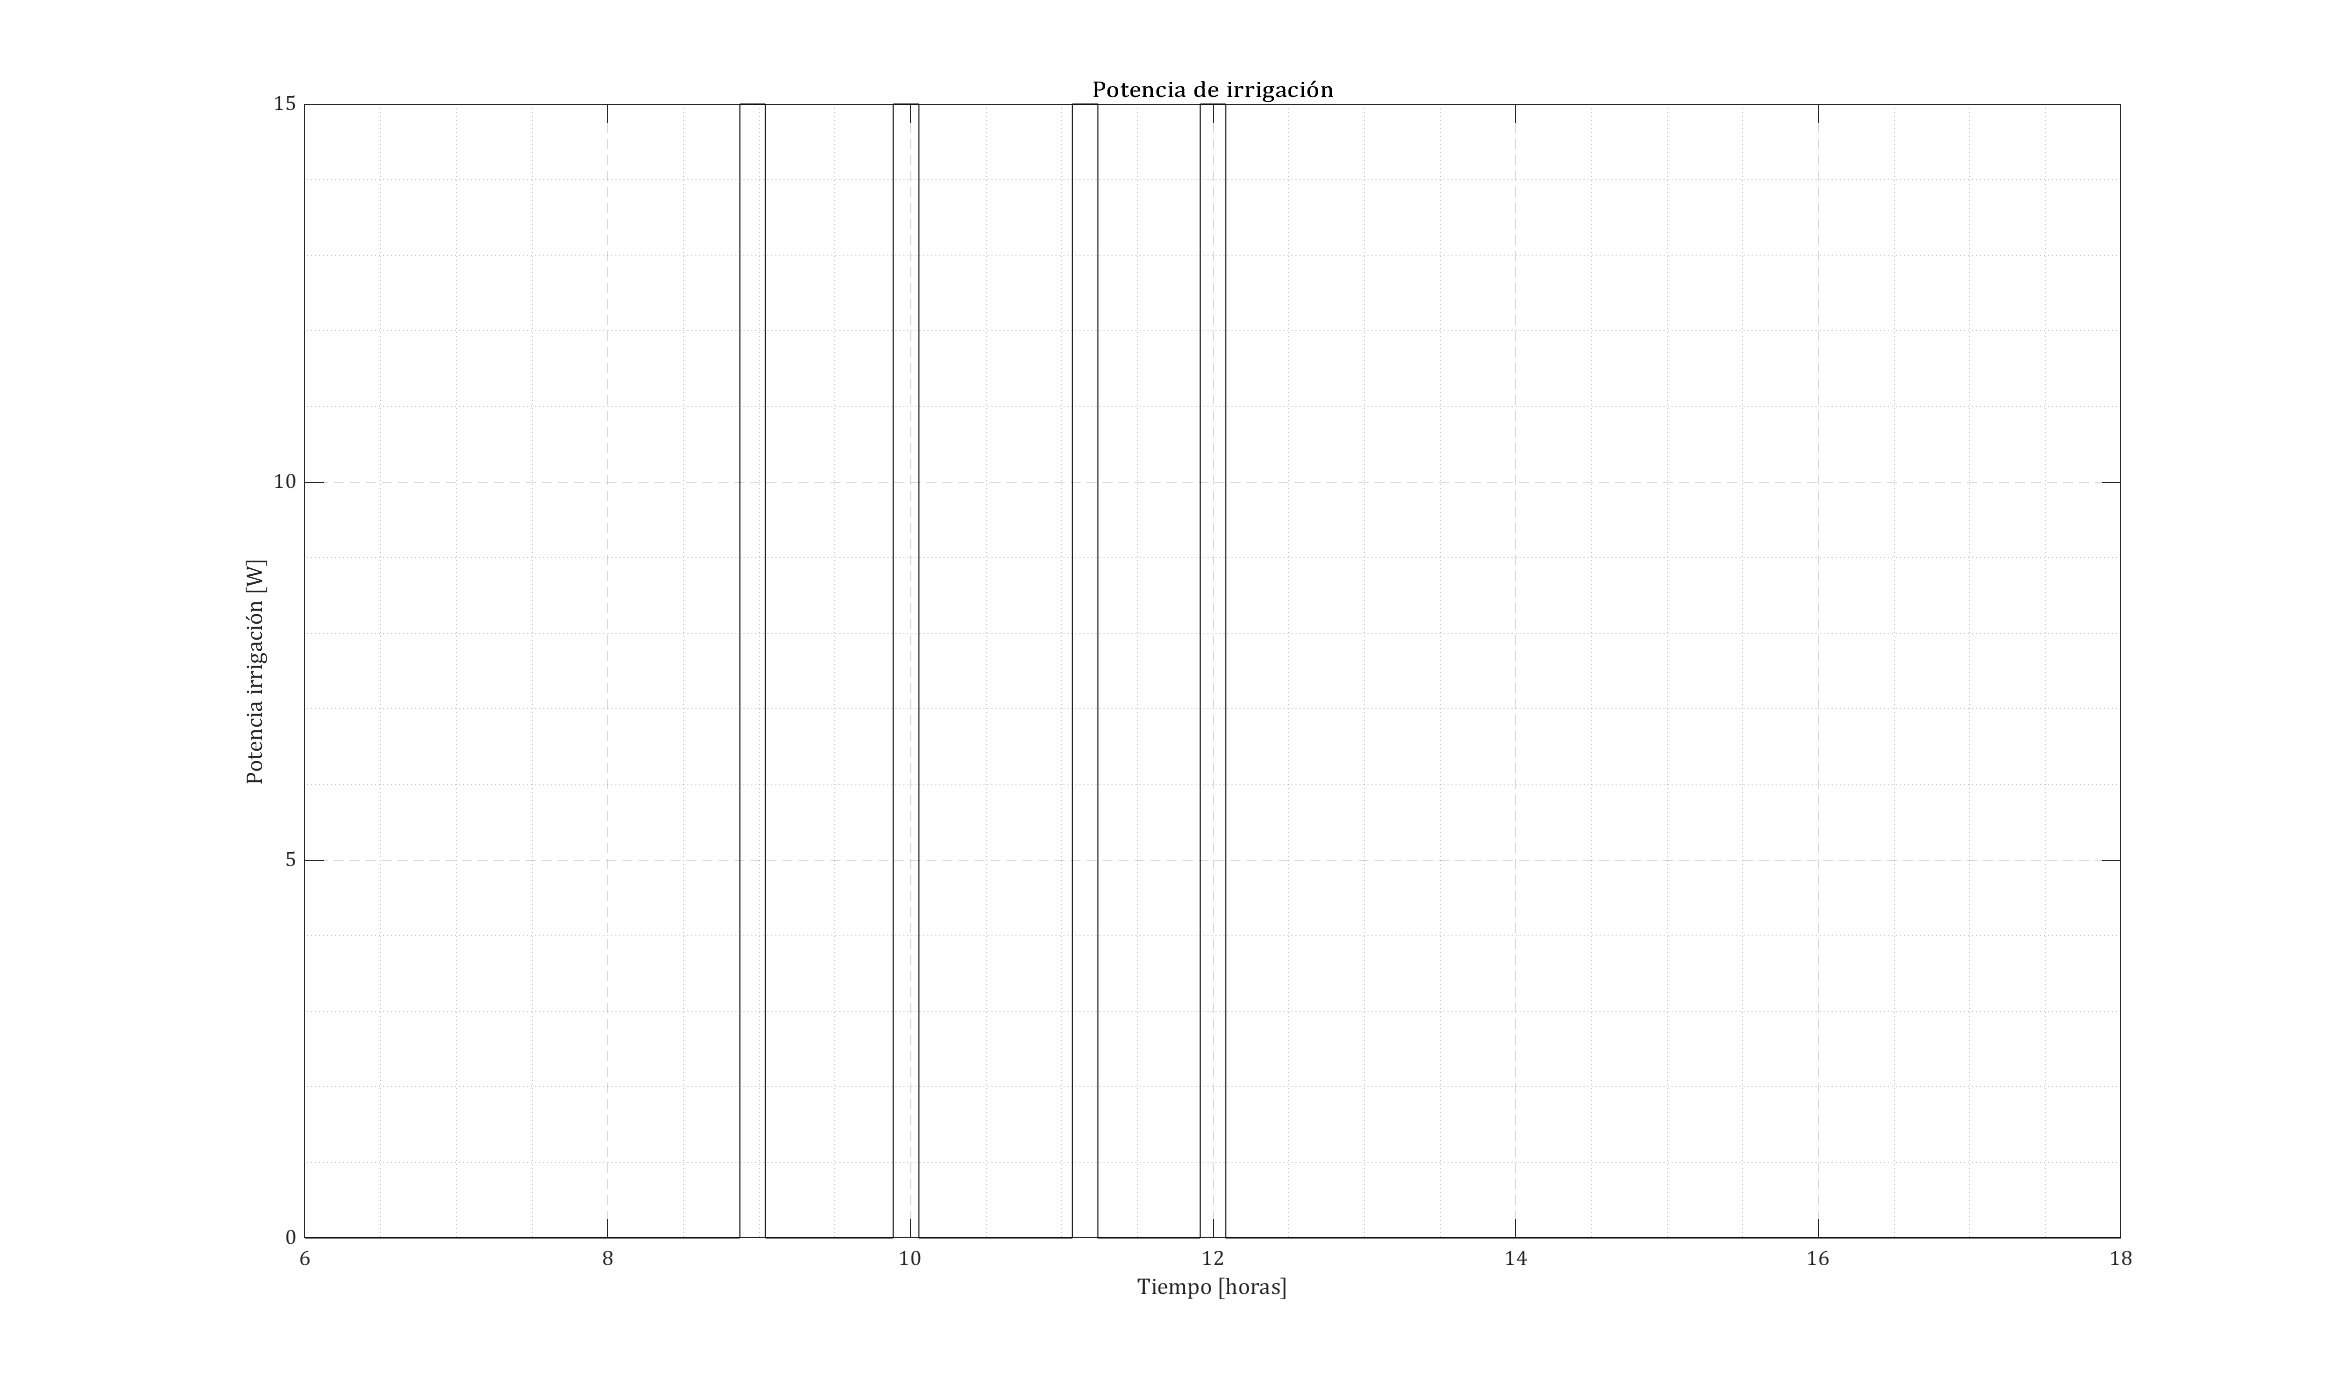 Potencia de irrigación
15
10
5
0
Potencia irrigación [W]
6 8 10 12 14 16 18
Tiempo [horas]